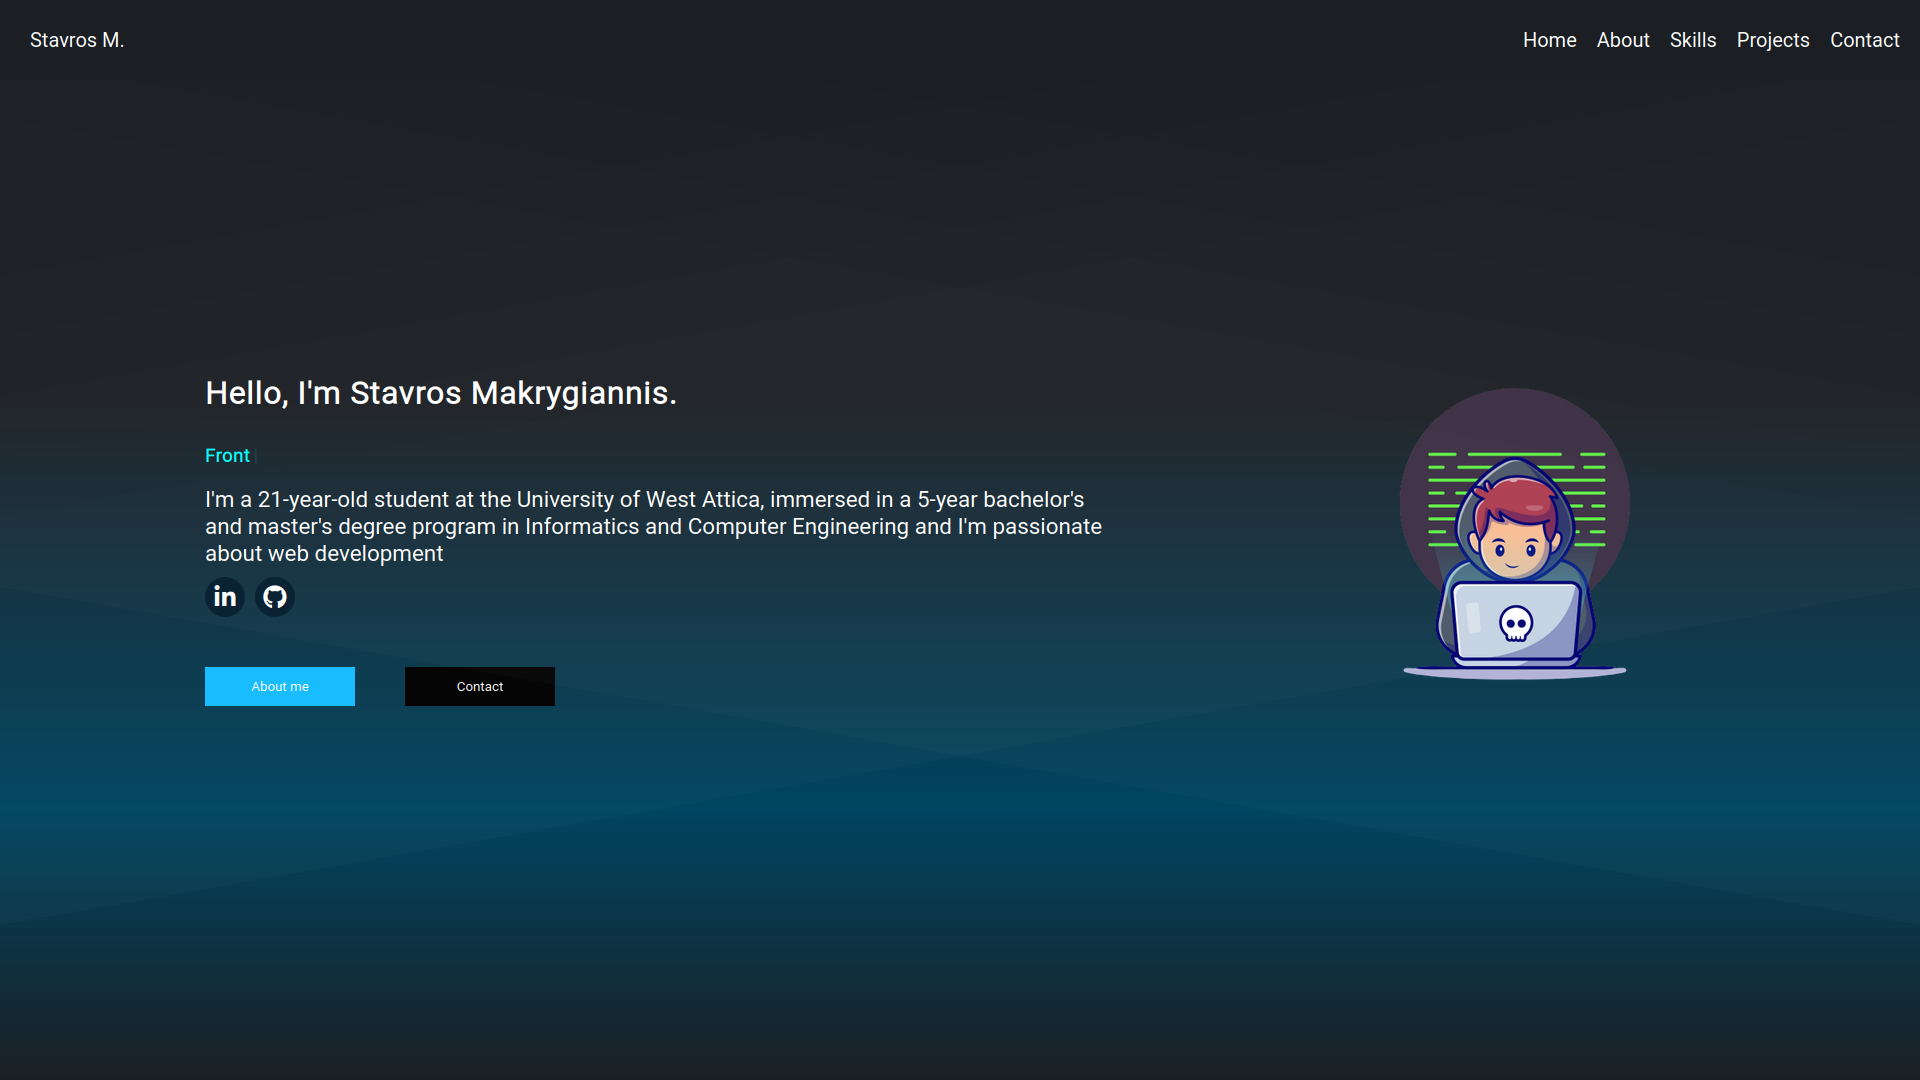 Stavros M.
Home About Skills Projects Contact
Hello, I'm Stavros Makrygiannis.
Front
I'm a 21-year-old student at the University of West Attica, immersed in a 5-year bachelor's
and master's degree program in Informatics and Computer Engineering and I'm passionate
about web development
in
About me Contact